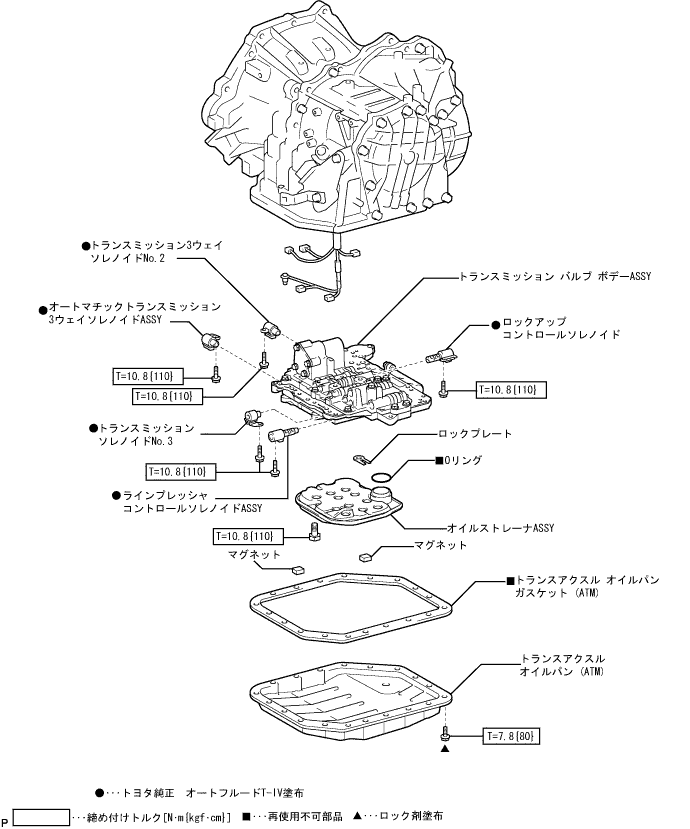 ●トランスミッション3ウェイ
ソレノイドNo.2
トランスミッション バルブ ボデーASSY
●オートマチックトランスミッション
3ウェイソレノイドASSY
●ロックアップ
コントロールソレノイド
T=10.8{110}
T=10.8{110}
T=10.8{110}
●トランスミッション
ソレノイドNo.3
ロックプレート
■Oリング
T=10.8{110}
●ラインプレッシャ
コントロールソレノイドASSY
オイルストレーナASSY
T=10.8{110}
マグネット
マグネット
■トランスアクスル オイルパン
ガスケット (ATM)
トランスアクスル
オイルパン (ATM)
T=7.8{80}
▲
●･･･トヨタ純正 オートフルードT-IV塗布
P
･･･締め付けトルク[N･m{kgf･cm}] ■･･･再使用不可部品 ▲･･･ロック剤塗布